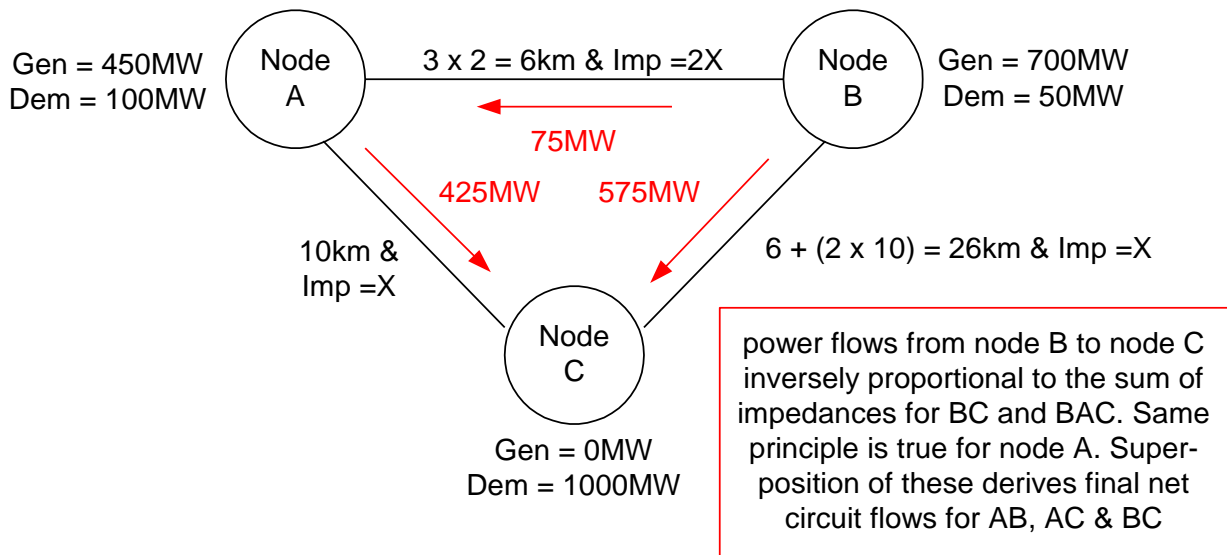 Node
A
Gen = 450MW
Dem = 100MW
3 x 2 = 6km & Imp =2X
Node
B
Gen = 700MW
Dem = 50MW
75MW
425MW
575MW
10km &
Imp =X
6 + (2 x 10) = 26km & Imp =X
Node
C
Gen = 0MW
Dem = 1000MW
power flows from node B to node C
inversely proportional to the sum of
impedances for BC and BAC. Same
principle is true for node A. Super-
position of these derives final net
circuit flows for AB, AC & BC